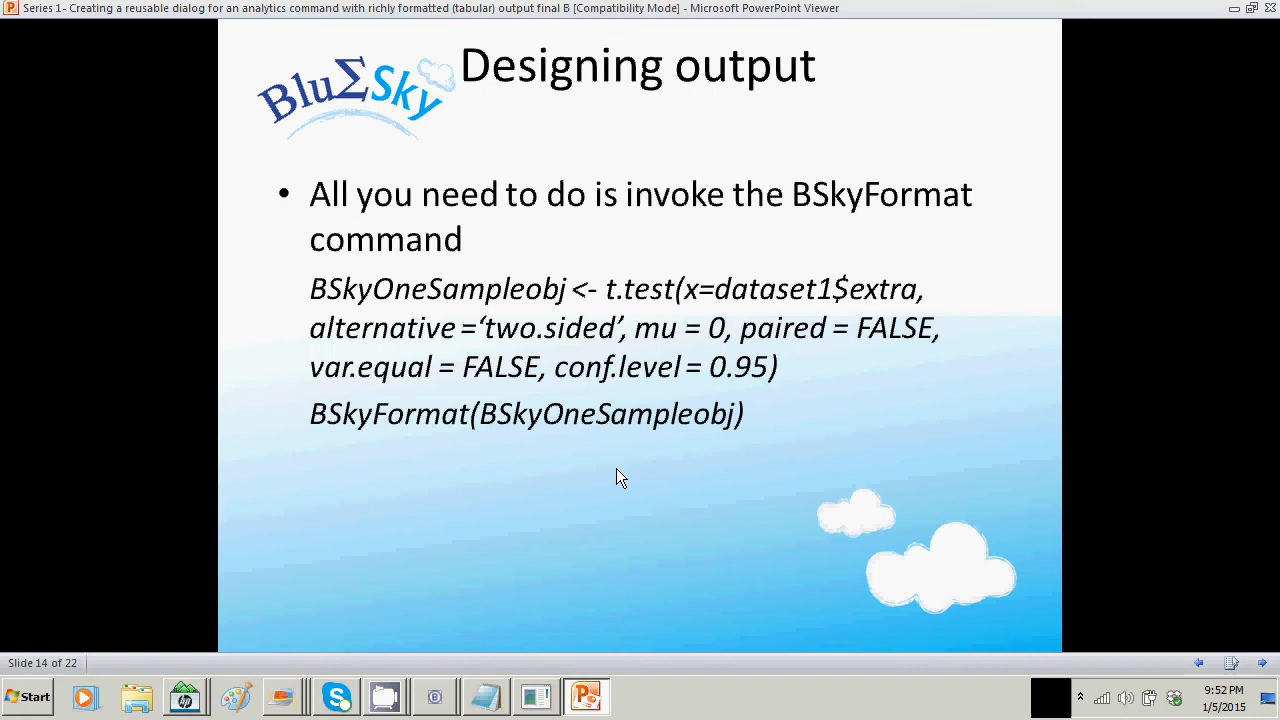 Series 1- Creating a reusable dialog for an analytics command with richly formatted (tabular) output final B [Compatibility Mode] - Microsoft PowerPoint Viewer
BluΣSky
Designing output
• All you need to do is invoke the BSkyFormat
command
BSkyOneSampleobj <- t.test(x=dataset1$extra,
alternative =‘two.sided’, mu = 0, paired = FALSE,
var.equal = FALSE, conf.level = 0.95)
BSkyFormat(BSkyOneSampleobj)
Slide 14 of 22
Start
9:52 PM
1/5/2015